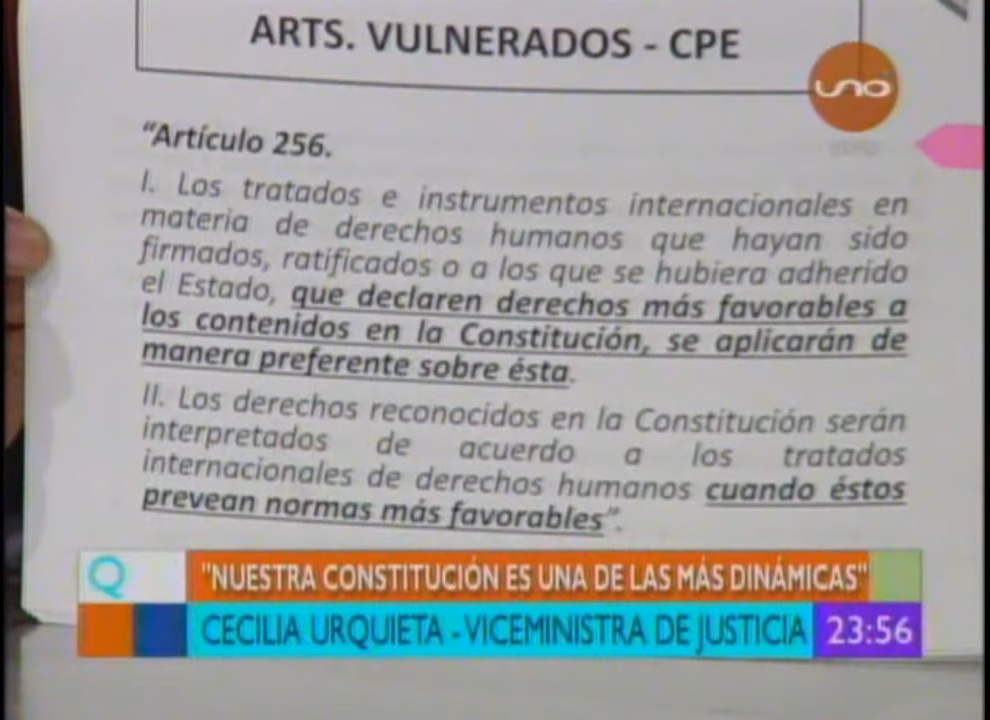 ARTS. VULNERADOS - CPE
uno
“Artículo 256.
I. Los tratados e instrumentos internacionales en
materia de derechos humanos que hayan sido
firmados, ratificados o a los que se hubiera adherido
el Estado, que declaren derechos más favorables a
los contenidos en la Constitución, se aplicarán de
manera preferente sobre ésta.
II. Los derechos reconocidos en la Constitución serán
interpretados de acuerdo a los tratados
internacionales de derechos humanos cuando éstos
prevean normas más favorables”.
Q
"NUESTRA CONSTITUCIÓN ES UNA DE LAS MÁS DINÁMICAS"
CECILIA URQUIETA - VICEMINISTRA DE JUSTICIA 23:56